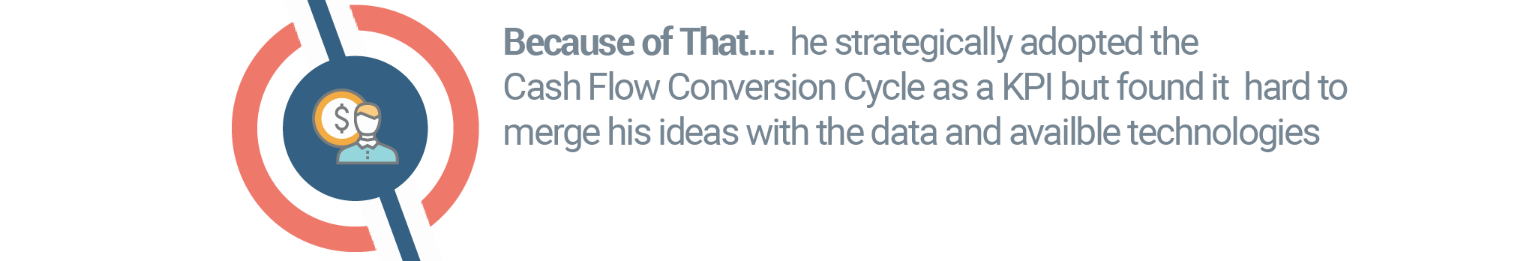 Because of That... he strategically adopted the
Cash Flow Conversion Cycle as a KPI but found it hard to
merge his ideas with the data and availble technologies
$